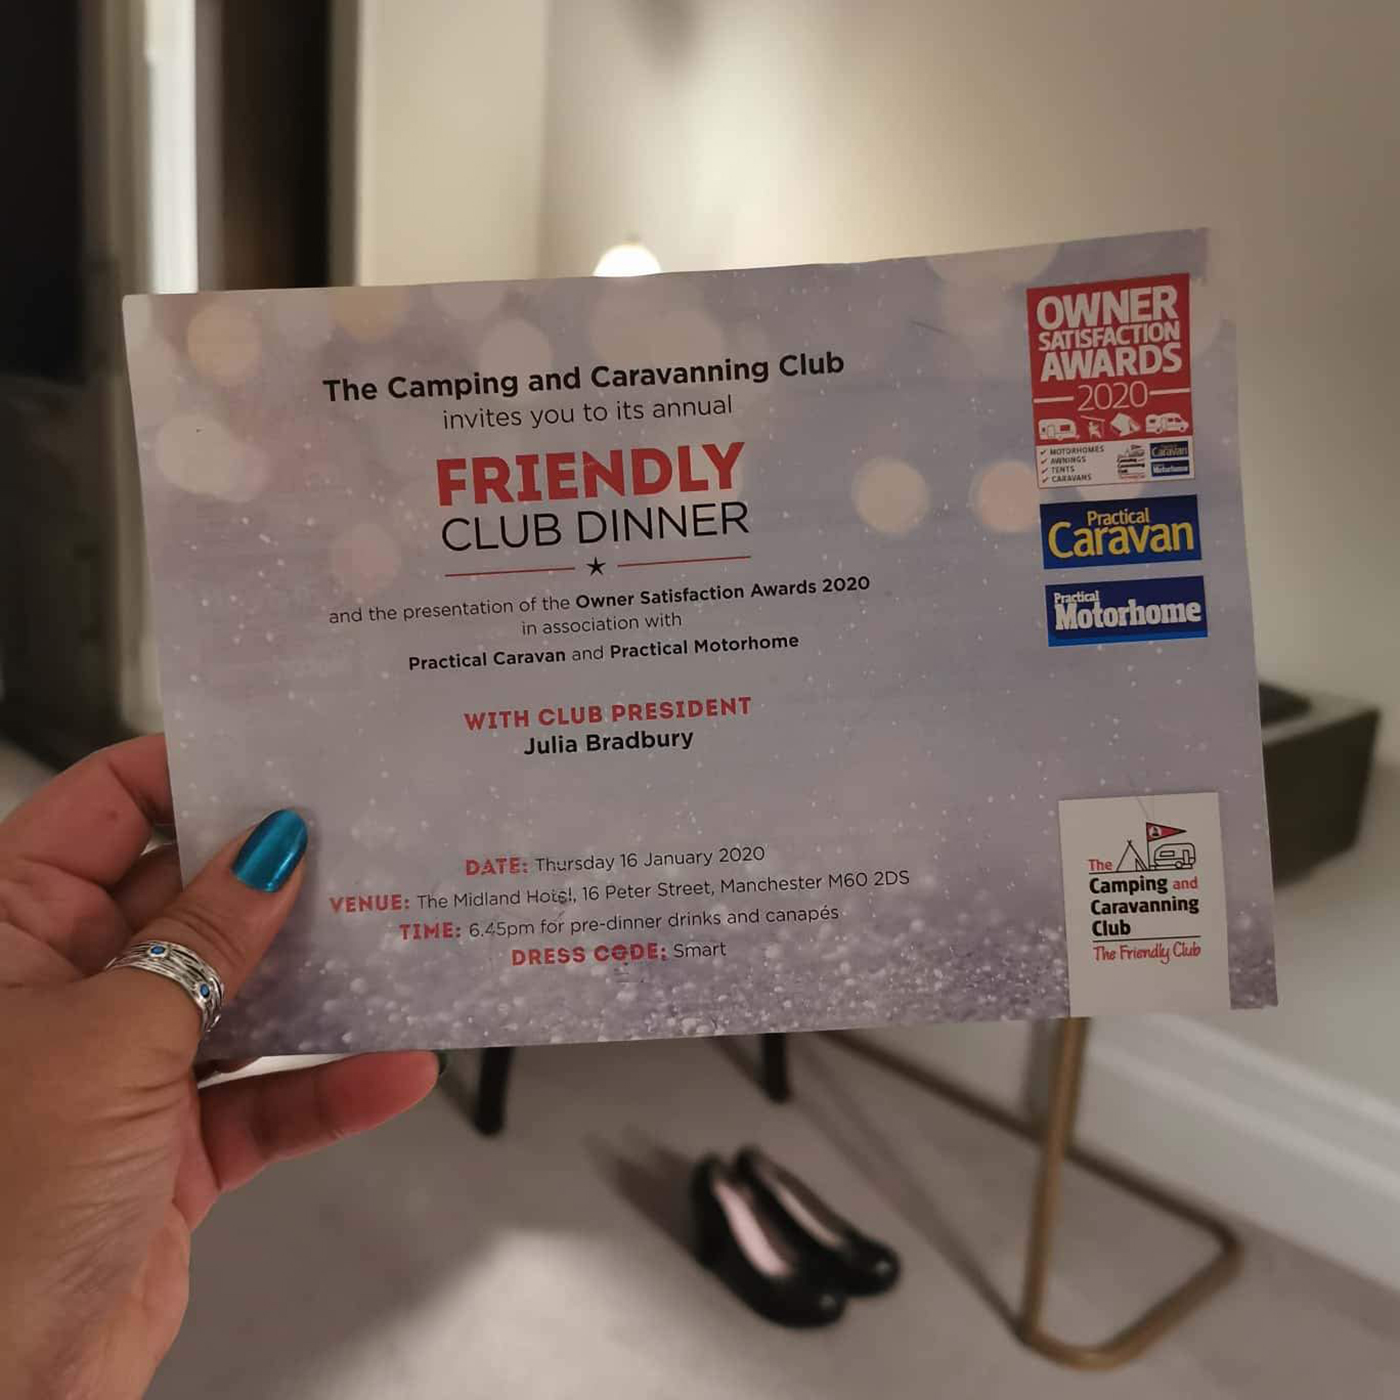 The Camping and Caravanning Club
invites you to its annual
FRIENDLY
CLUB DINNER
and the presentation of the Owner Satisfaction Awards 2020
in association with
Practical Caravan and Practical Motorhome
WITH CLUB PRESIDENT
Julia Bradbury
DATE: Thursday 16 January 2020
VENUE: The Midland Hotel, 16 Peter Street, Manchester M60 2DS
TIME: 6.45pm for pre-dinner drinks and canapés
DRESS CODE: Smart
OWNER
SATISFACTION
AWARDS
2020
✓ MOTORHOMES
✓ AWNINGS
✓ TENTS
✓ CARAVANS
Caravan
Motorhome
Practical
Caravan
Practical
Motorhome
The
Camping and
Caravanning
Club
The Friendly Club